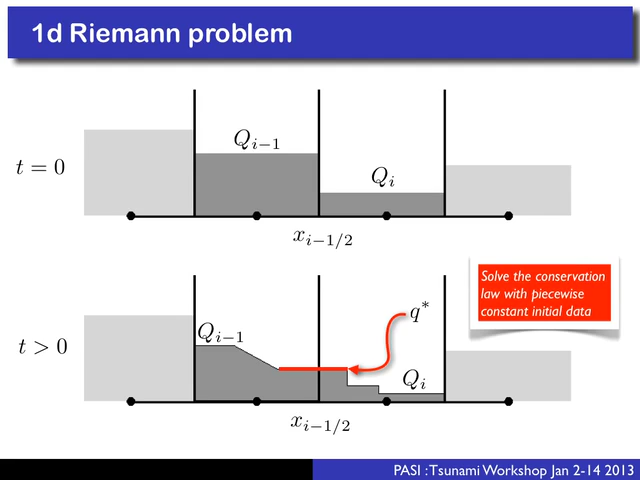 1d Riemann problem
t = 0
Q_{i−1}
Q_i
x_{i−1/2}
Solve the conservation
law with piecewise
constant initial data
t > 0
Q_{i−1}
q*
Q_i
x_{i−1/2}
PASI : Tsunami Workshop Jan 2-14 2013